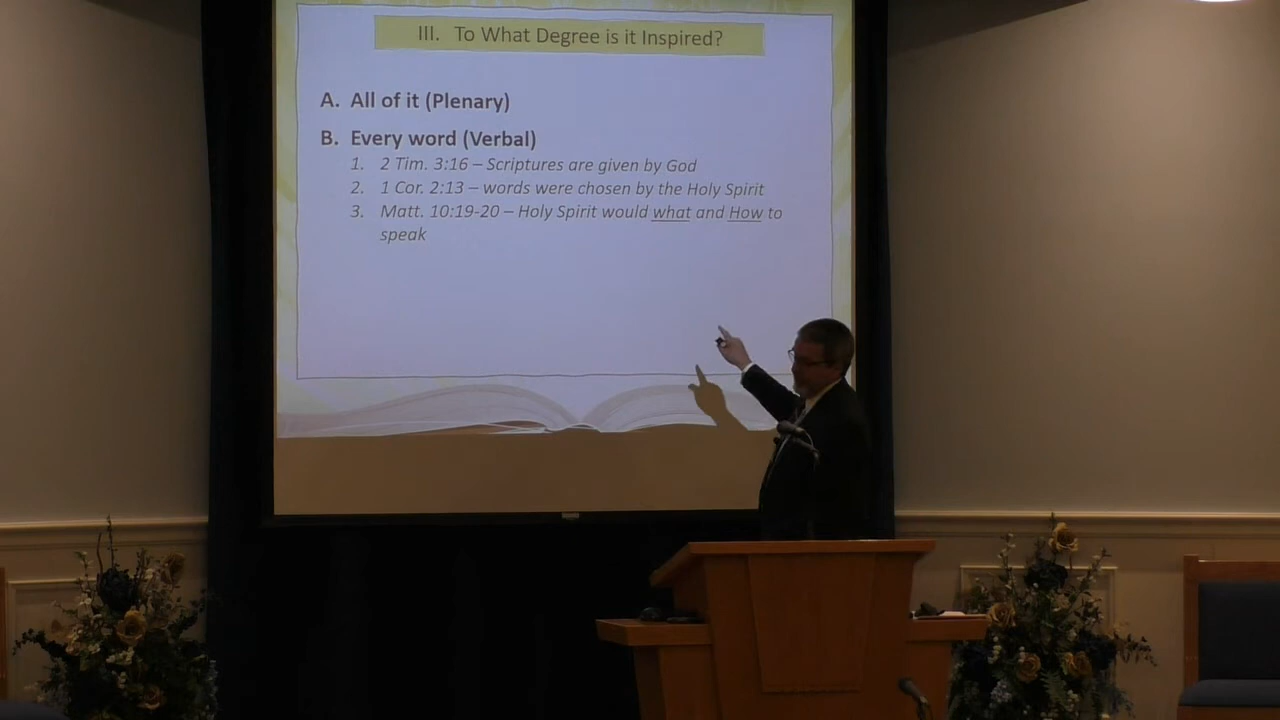 III. To What Degree is it Inspired?
A. All of it (Plenary)
B. Every word (Verbal)
1. 2 Tim. 3:16 – Scriptures are given by God
2. 1 Cor. 2:13 – words were chosen by the Holy Spirit
3. Matt. 10:19-20 – Holy Spirit would what and How to
speak